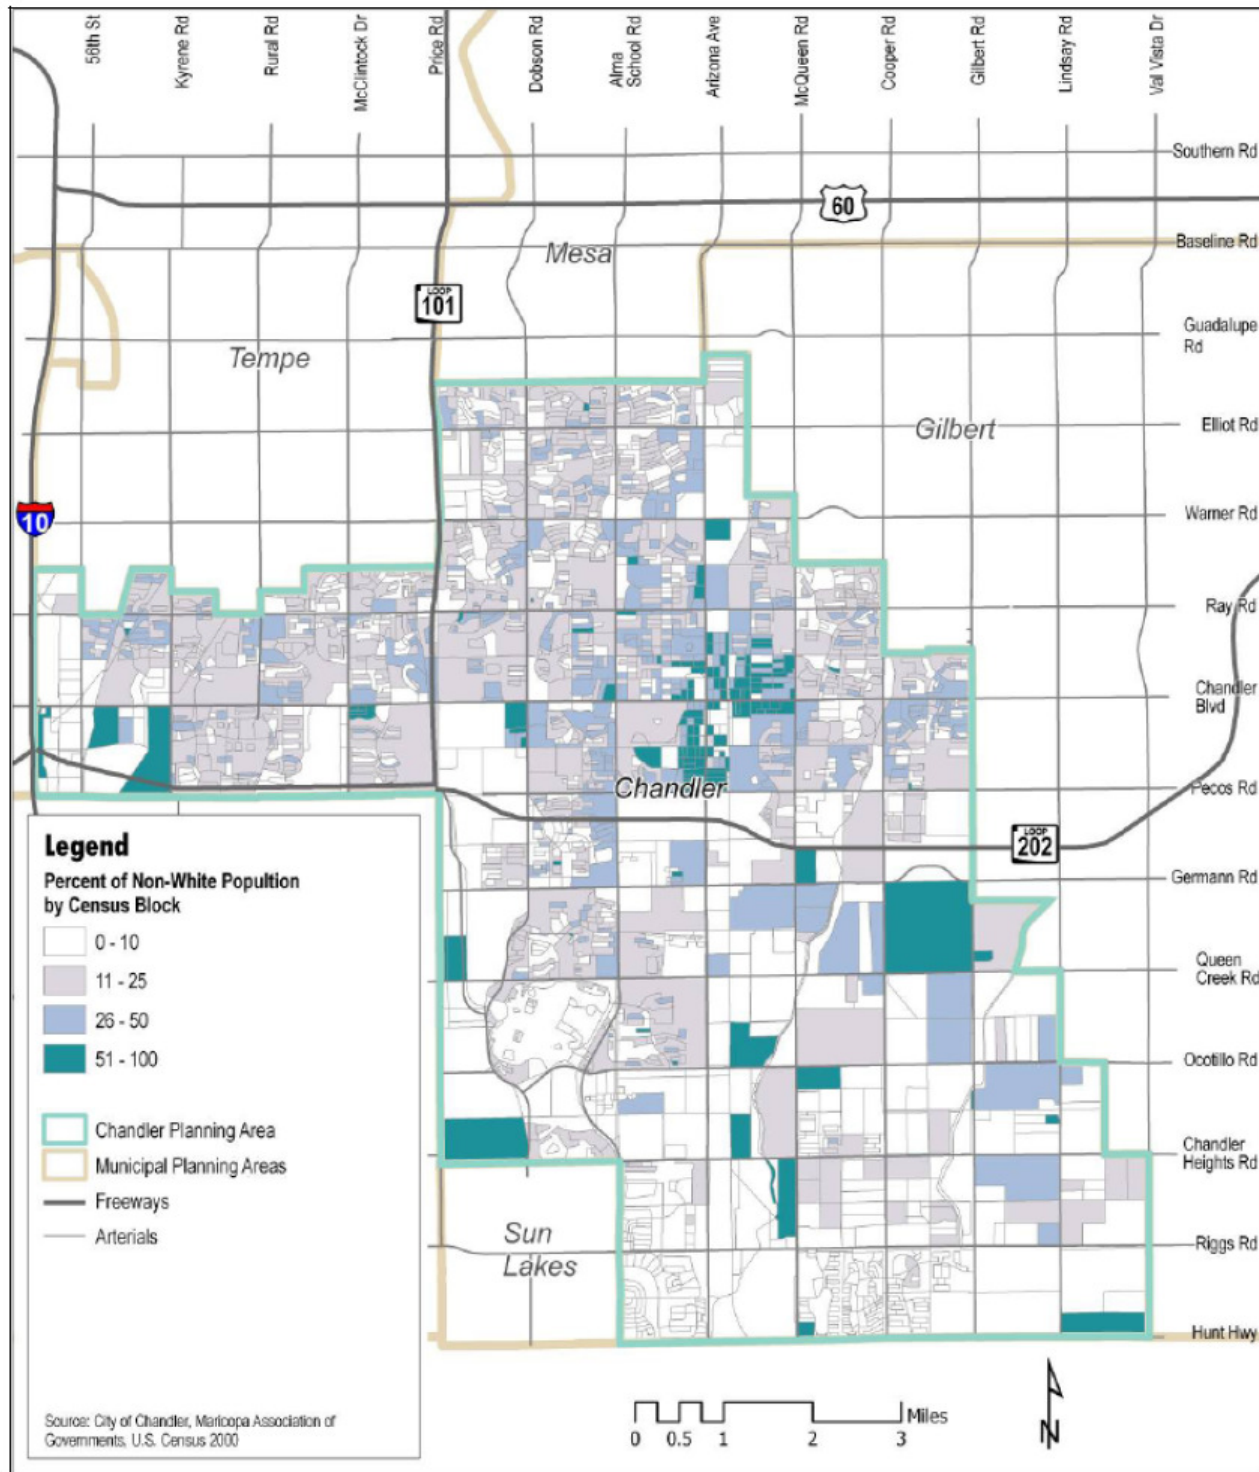 56th St
Kyrene Rd
Rural Rd
McClintock Dr
Price Rd
Dobson Rd
Alma
School Rd
Arizona Ave
McQueen Rd
Cooper Rd
Gilbert Rd
Lindsay Rd
Val Vista Dr
Southern Rd
60
Baseline Rd
Mesa
LOOP
101
Guadalupe
Rd
Tempe
Elliot Rd
Gilbert
Warner Rd
10
Ray Rd
Chandler
Blvd
Chandler
Pecos Rd
LOOP
202
Germann Rd
Queen
Creek Rd
Ocotillo Rd
Chandler
Heights Rd
Sun
Lakes
Riggs Rd
Hunt Hwy
Legend
Percent of Non-White Popultion
by Census Block
0 - 10
11 - 25
26 - 50
51 - 100
Chandler Planning Area
Municipal Planning Areas
Freeways
Arterials
Source: City of Chandler, Maricopa Association of
Governments, U.S. Census 2000
Miles
0 0.5 1 2 3
N